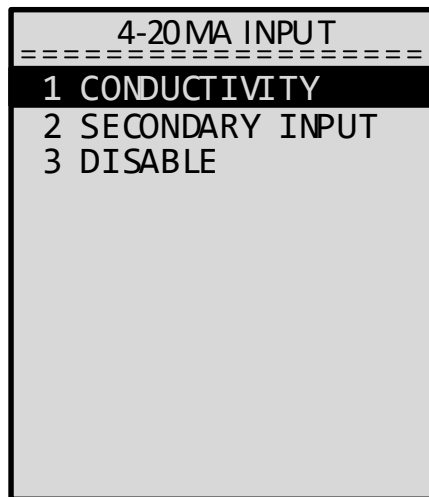 4-20MA INPUT
===================
1 CONDUCTIVITY
2 SECONDARY INPUT
3 DISABLE